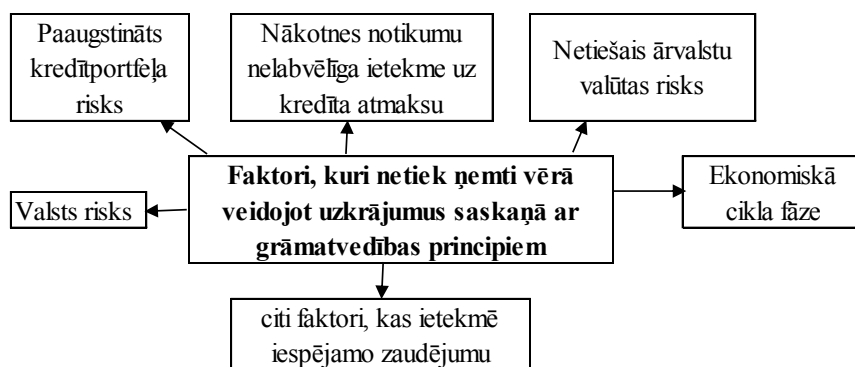 Paaugstināts
kredītportfeļa
risks
Nākotnes notikumu
nelabvēlīga ietekme uz
kredīta atmaksu
Netiešais ārvalstu
valūtas risks
Valsts risks
Faktori, kuri netiek ņemti vērā
veidojot uzkrājumus saskaņā ar
grāmatvedības principiem
Ekonomiskā
cikla fāze
citi faktori, kas ietekmē
iespējamo zaudējumu